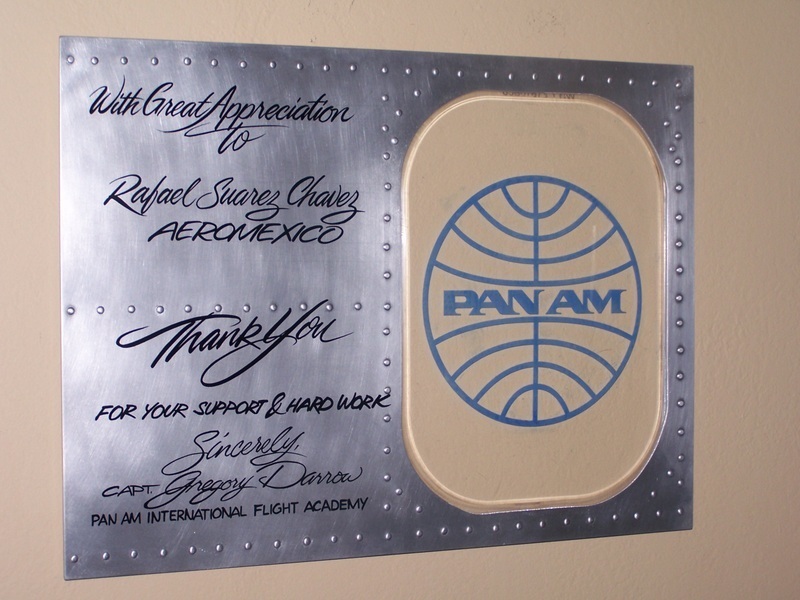 With Great Appreciation
to
Rafael Suarez Chavez
AEROMEXICO
Thank You
FOR YOUR SUPPORT & HARD WORK
Sincerely,
CAPT. Gregory Darrow
PAN AM INTERNATIONAL FLIGHT ACADEMY
PAN AM